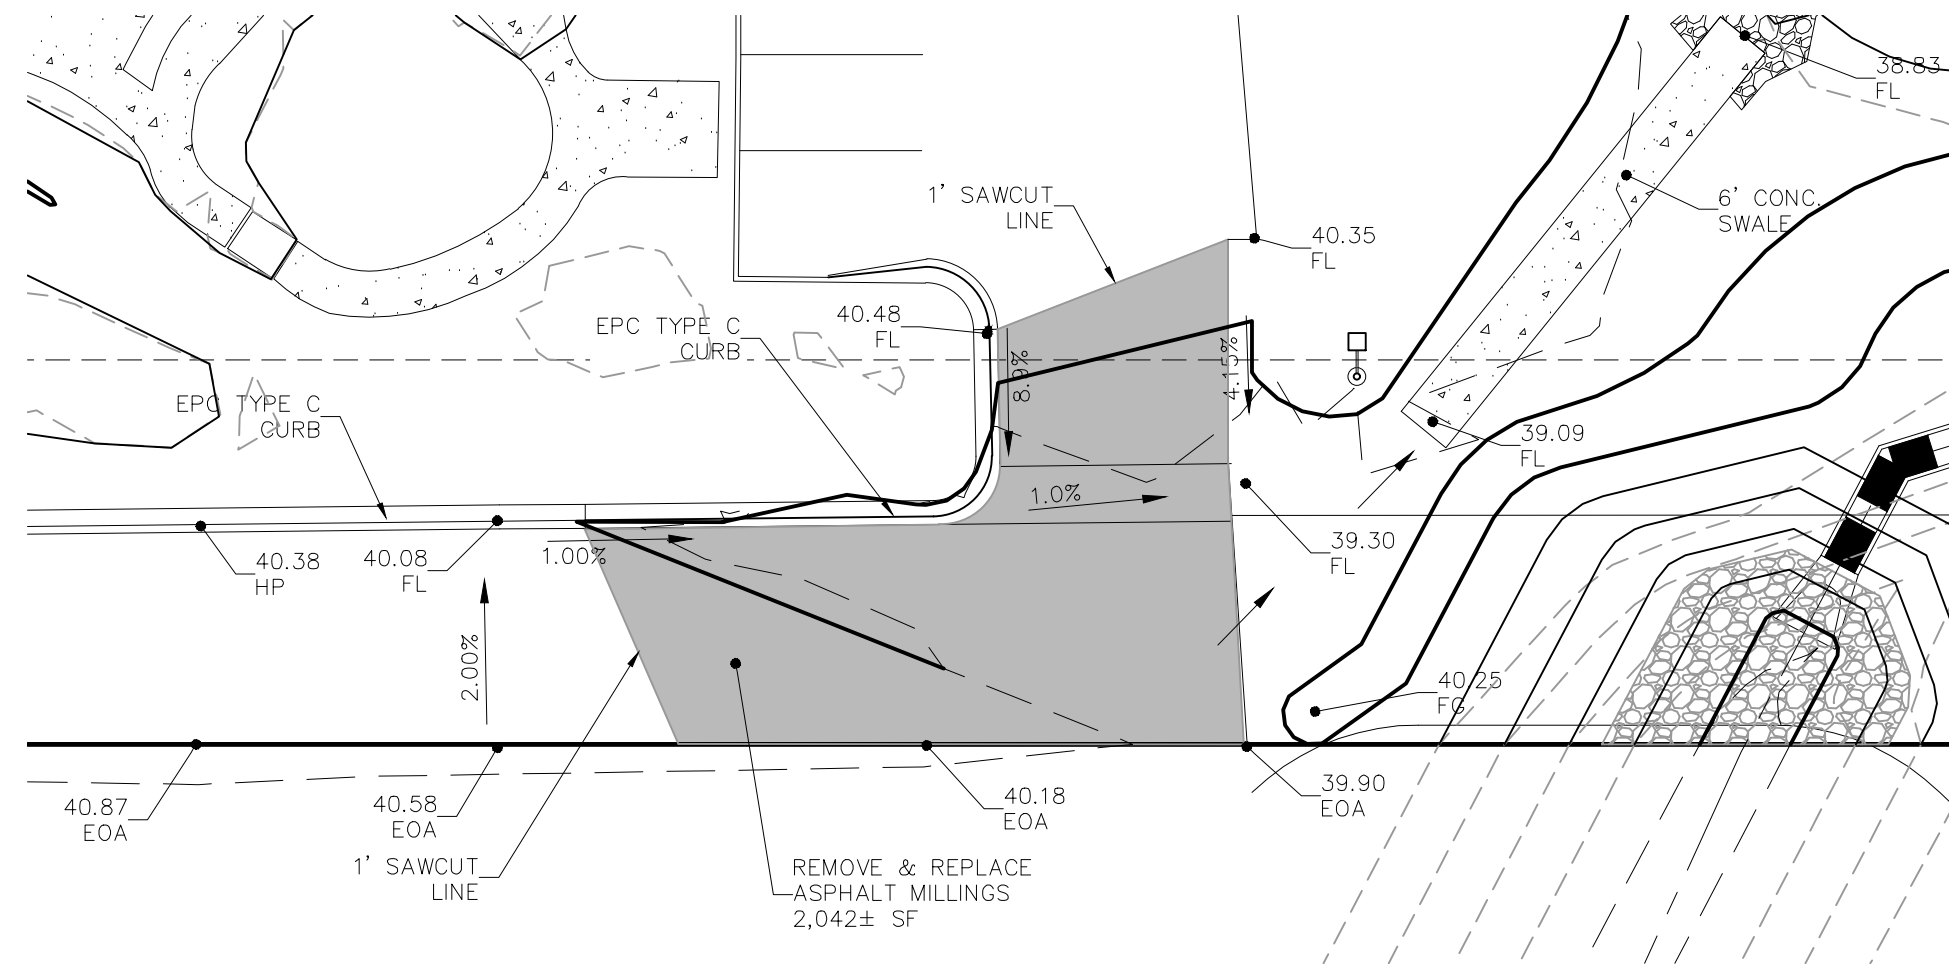 38.83
FL
1' SAWCUT
LINE
6' CONC.
SWALE
40.35
FL
40.48
FL
EPC TYPE C
CURB
8.9%
4.15%
EPC TYPE C
CURB
39.09
FL
1.0%
40.38
HP
40.08
FL
1.00%
39.30
FL
2.00%
40.25
FG
40.87
EOA
40.58
EOA
40.18
EOA
39.90
EOA
1' SAWCUT
LINE
REMOVE & REPLACE
ASPHALT MILLINGS
2,042± SF